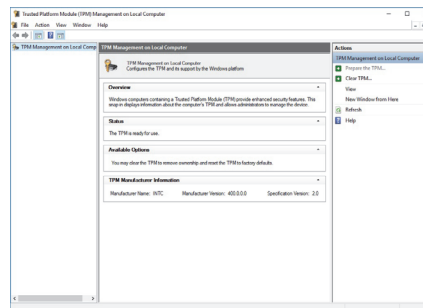 Trusted Platform Module (TPM) Management on Local Computer
File Action View Window Help
TPM Management on Local Comp
TPM Management on Local Computer
TPM Management on Local Computer
Configures the TPM and its support by the Windows platform
Overview
Windows computers containing a Trusted Platform Module (TPM) provide enhanced security features. This
snap-in displays information about the computer's TPM and allows administrators to manage the device.
Status
The TPM is ready for use.
Available Options
You may clear the TPM to remove ownership and reset the TPM to factory defaults.
TPM Manufacturer Information
Manufacturer Name: INTC Manufacturer Version: 400.0.0.0 Specification Version: 2.0
Actions
TPM Management on Local Computer
Prepare the TPM...
Clear TPM...
View
New Window from Here
Refresh
Help